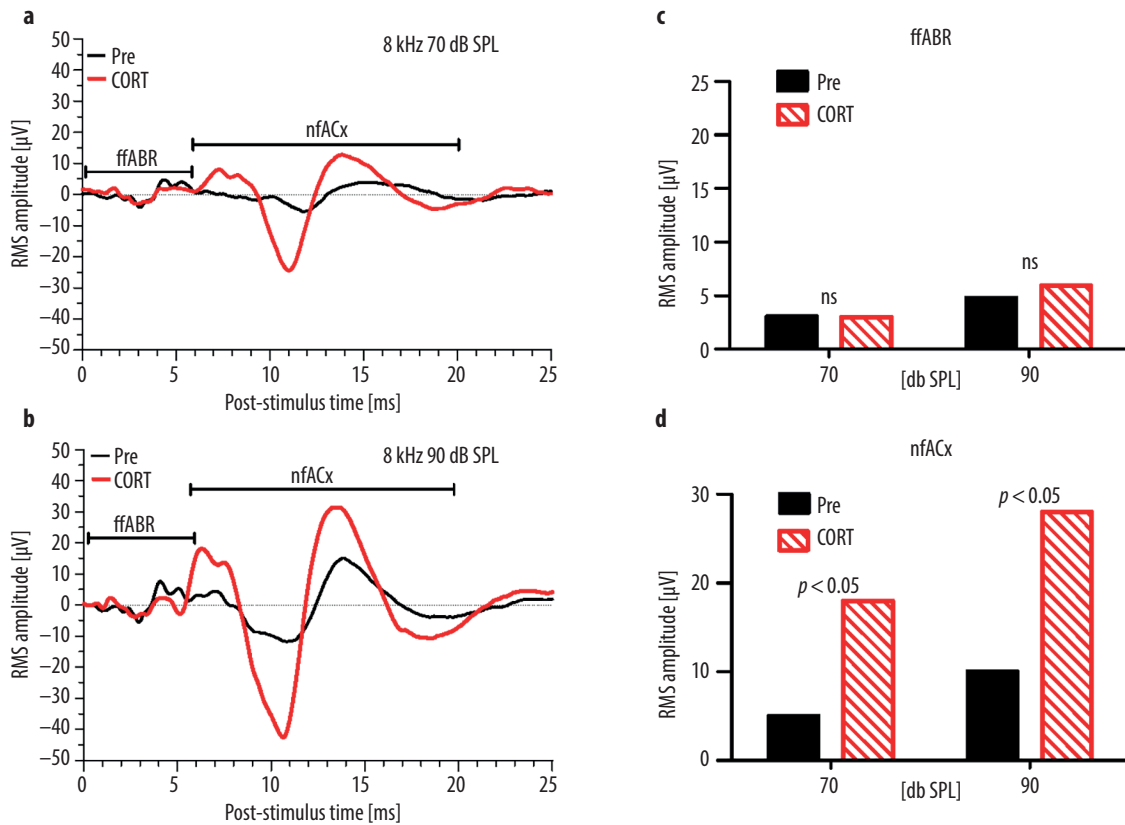 a
8 kHz 70 dB SPL
Pre
CORT
nfACx
ffABR
RMS amplitude [µV]
50
40
30
20
10
0
−10
−20
−30
−40
−50
0
5
10
15
20
25
Post-stimulus time [ms]
b
8 kHz 90 dB SPL
Pre
CORT
nfACx
ffABR
RMS amplitude [µV]
50
40
30
20
10
0
−10
−20
−30
−40
−50
0
5
10
15
20
25
Post-stimulus time [ms]
c
ffABR
Pre
CORT
RMS amplitude [µV]
25
20
15
10
5
0
ns
ns
70
[db SPL]
90
d
nfACx
Pre
CORT
RMS amplitude [µV]
30
20
10
0
p < 0.05
p < 0.05
70
[db SPL]
90